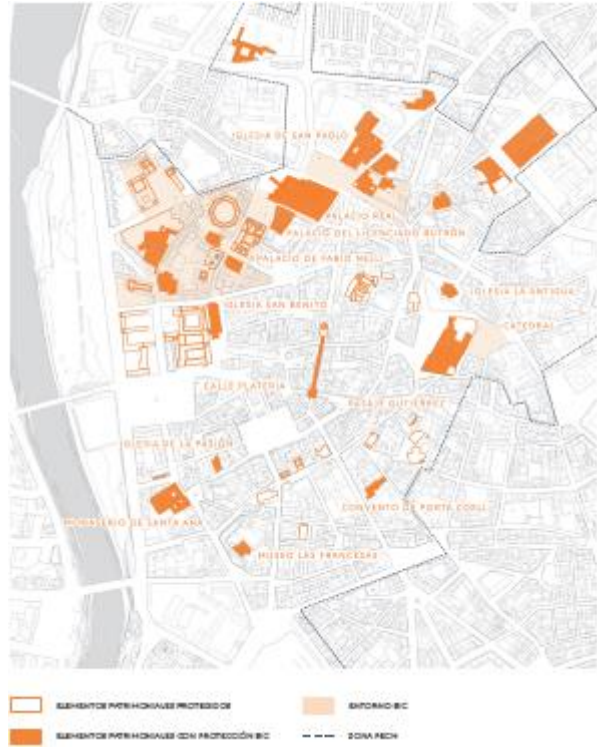 IGLESIA DE SAN PABLO
PALACIO REAL
PALACIO DEL LICENCIADO BUTRÓN
PALACIO DE FABIO NELLI
IGLESIA LA ANTIGUA
IGLESIA SAN BENITO
CATEDRAL
CALLE PLATERÍA
PASAJE GUTIÉRREZ
IGLESIA DE LA PASIÓN
CONVENTO DE PORTA COELI
MONASTERIO DE SANTA ANA
MUSEO LAS FRANCESAS
ELEMENTOS PATRIMONIALES PROTEGIDOS
ENTORNO BIC
ELEMENTOS PATRIMONIALES CON PROTECCIÓN BIC
ZONA PECH